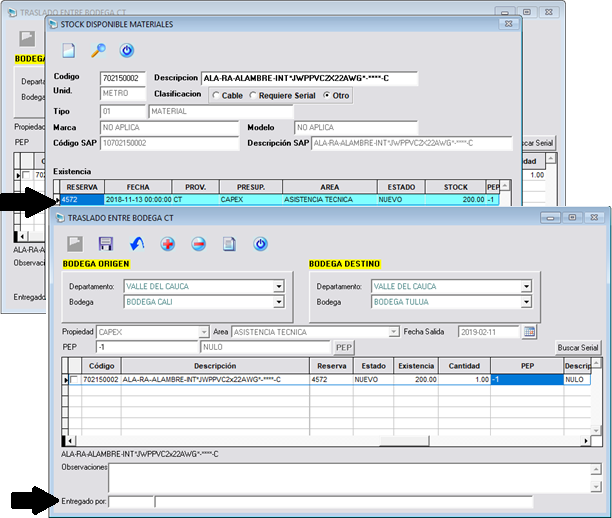 TRASLADO ENTRE BODEGA CT
BODEGA
Departame
Bodega
Propiedad
PEP
ALA-RA-AL
Observacion
Entregado
scar Serial
dad
1.00
STOCK DISPONIBLE MATERIALES
Codigo 702150002 Descripcion ALA-RA-ALAMBRE-INT*JWPPVC2X22AWG*-****-C
Unid. METRO Clasificacion Cable Requiere Serial Otro
Tipo 01 MATERIAL
Marca NO APLICA Modelo NO APLICA
Código SAP 10702150002 Descripción SAP ALA-RA-ALAMBRE-INT*JWPPVC2X22AWG*-****-C
Existencia
RESERVA FECHA PROV. PRESUP. AREA ESTADO STOCK PEP
4572 2018-11-13 00:00:00 CT CAPEX ASISTENCIA TECNICA NUEVO 200.00 -1
TRASLADO ENTRE BODEGA CT
BODEGA ORIGEN BODEGA DESTINO
Departamento: VALLE DEL CAUCA Departamento: VALLE DEL CAUCA
Bodega BODEGA CALI Bodega BODEGA TULUA
Propiedad CAPEX Area ASISTENCIA TECNICA Fecha Salida 2019-02-11
PEP -1 NULO PEP Buscar Serial
Código Descripción Reserva Estado Existencia Cantidad PEP Descrip
702150002 ALA-RA-ALAMBRE-INT*JWPPVC2x22AWG*-****-C 4572 NUEVO 200.00 1.00 -1 NULO
ALA-RA-ALAMBRE-INT*JWPPVC2x22AWG*-****-C
Observaciones
Entregado por: